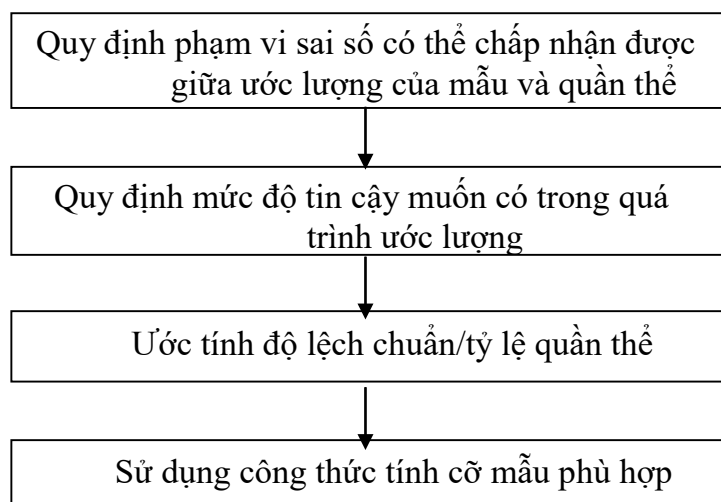 Quy định phạm vi sai số có thể chấp nhận được
giữa ước lượng của mẫu và quần thể
Quy định mức độ tin cậy muốn có trong quá
trình ước lượng
Ước tính độ lệch chuẩn/tỷ lệ quần thể
Sử dụng công thức tính cỡ mẫu phù hợp